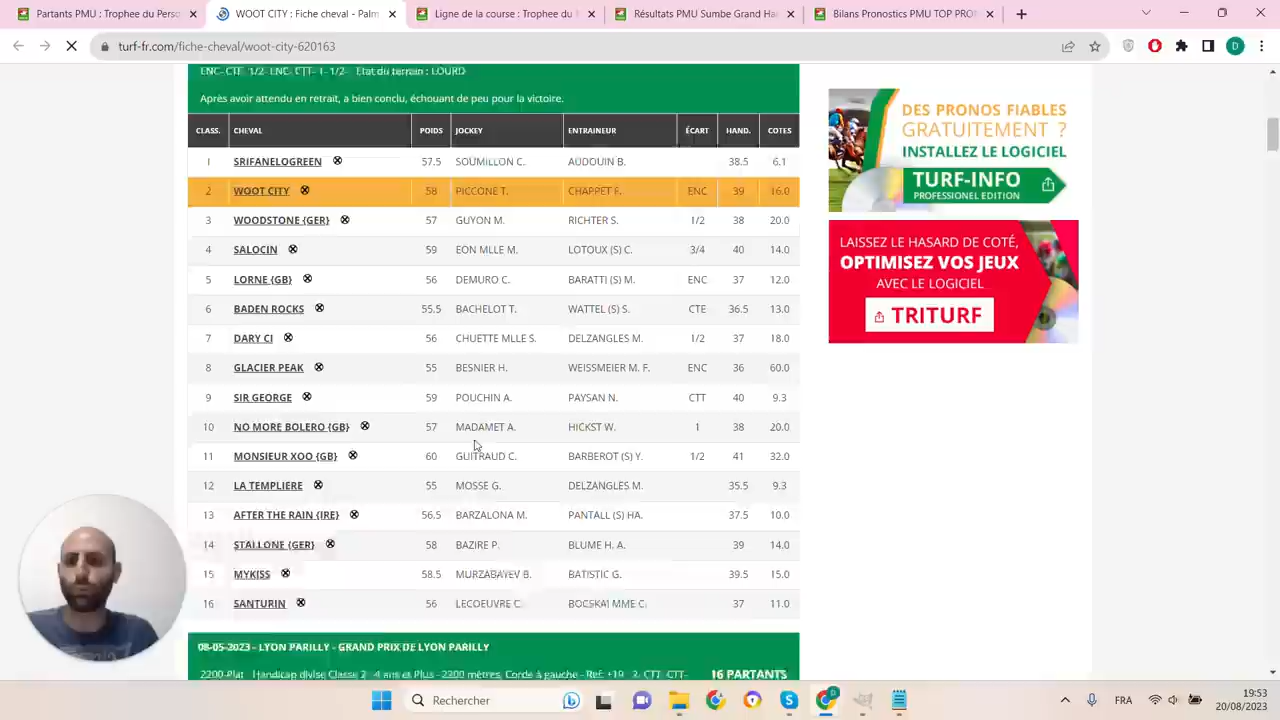 Partants PMU : Trophée du
Woot City - Fiche cheval - Palm
Ligne de course - Trophée du N
Résultats PMU Surdon Grand Han
Bilans Pronostics PMU TROPHE
turf-fr.com/fiche-cheval/woot-city-620163
D
Etat du terrain : LOURD
Après avoir attendu en retrait, a bien conclu, échouant de peu pour la victoire.
CLASS. CHEVAL POIDS JOCKEY ENTRAINEUR ÉCART HAND. COTES
1 SRIFANELOGREEN 57.5 SOUMILLON C. AUDOUIN B. 38.5 6.1
2 WOOT CITY 58 PICCONE T. CHAPPET F. ENC 39 16.0
3 WOODSTONE {GER} 57 GUYON M. RICHTER S. 1/2 38 20.0
4 SALOCIN 59 EON MLLE M. LOTOUX (S) C. 3/4 40 14.0
5 LORNE {GB} 56 DEMURO C. BARATTI (S) M. ENC 37 12.0
6 BADEN ROCKS 55.5 BACHELOT T. WATTEL (S) S. CTE 36.5 13.0
7 DARY CI 56 CHUETTE MLLE S. DELZANGLES M. 1/2 37 18.0
8 GLACIER PEAK 55 BESNIER H. WEISSMEIER M. F. ENC 36 60.0
9 SIR GEORGE 59 POUCHIN A. PAYSAN N. CTT 40 9.3
10 NO MORE BOLERO {GB} 57 MADAMET A. HICKST W. 1 38 20.0
11 MONSIEUR XOO {GB} 60 GUITRAUD C. BARBEROT (S) Y. 1/2 41 32.0
12 LA TEMPLIERE 55 MOSSE G. DELZANGLES M. 35.5 9.3
13 AFTER THE RAIN {IRE} 56.5 BARZALONA M. PANTALL (S) HA. 37.5 10.0
14 STALLONE {GER} 58 BAZIRE P. BLUME H. A. 39 14.0
15 MYKISS 58.5 MURZABAYEV B. BATISTIC G. 39.5 15.0
16 SANTURIN 56 LECOEUVRE C. BOCSKAI MME C. 37 11.0
08-05-2023 - LYON PARILLY - GRAND PRIX DE LYON PARILLY
2200 Plat Handicap divisé Classe 2 4 ans et Plus - 2200 mètres, Corde à gauche - Ref: +19
16 PARTANTS
DES PRONOS FIABLES
GRATUITEMENT ?
INSTALLEZ LE LOGICIEL
TURF-INFO
PROFESIONEL EDITION
LAISSEZ LE HASARD DE COTÉ,
OPTIMISEZ VOS JEUX
AVEC LE LOGICIEL
TRITURF
Rechercher
FRA
19:53
20/08/2023